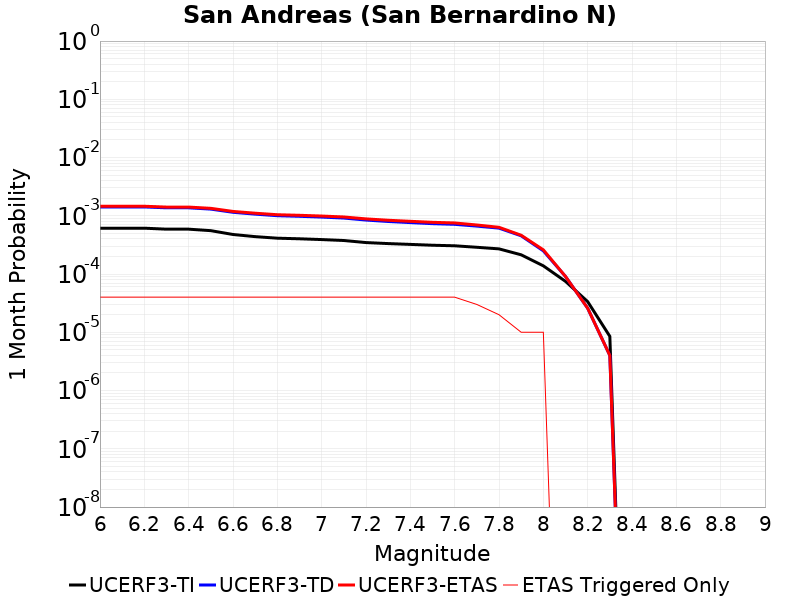 San Andreas (San Bernardino N)
10^0
10^-1
10^-2
10^-3
10^-4
10^-5
10^-6
10^-7
10^-8
1 Month Probability
6 6.2 6.4 6.6 6.8 7 7.2 7.4 7.6 7.8 8 8.2 8.4 8.6 8.8 9
Magnitude
UCERF3-TI UCERF3-TD UCERF3-ETAS ETAS Triggered Only